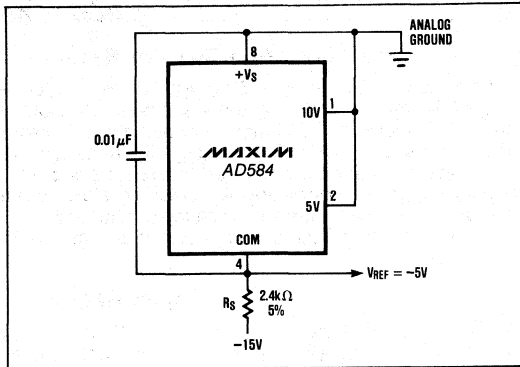 ANALOG
GROUND
8
+VS
10V
1
0.01μF
MAXIM
AD584
5V
2
COM
4
VREF = -5V
RS
2.4kΩ
5%
-15V